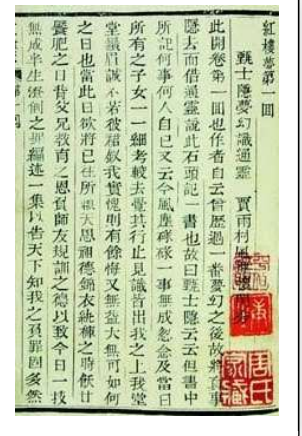 紅樓夢第一回
甄士隱夢幻識通靈 賈雨村風
此開卷第一回也作者自云曾歷過一番夢幻之後故將真事
隱去而借通靈說此石頭記一書也故曰甄士隱云云但書中
所記何事何人自己又云今風塵碌碌一事無成忽念及當日
所有之子女一一細考較去覺其行止見識皆出我之上我堂
堂鬚眉誠不若彼裙釵我實愧則有餘悔又無益大無可如何
之日也當此日欲將已往所賴天恩祖德錦衣紈袴之時飫甘
饜肥之日背父兄教育之恩負師友規訓之德以致今日一技
無成半生潦倒之罪編述一集以告天下知我之負罪固多然
周氏家藏